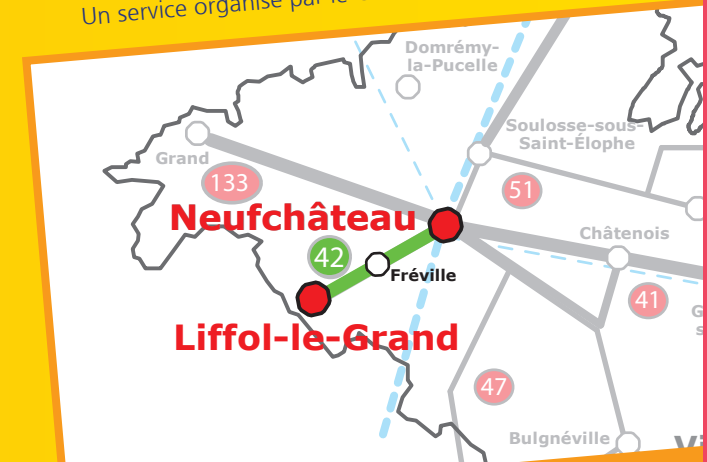 Un service organisé par le
Domrémy-
la-Pucelle
Soulosse-sous-
Saint-Élophe
Grand
133
51
Neufchâteau
Châtenois
42
Fréville
41
Liffol-le-Grand
47
Bulgnéville